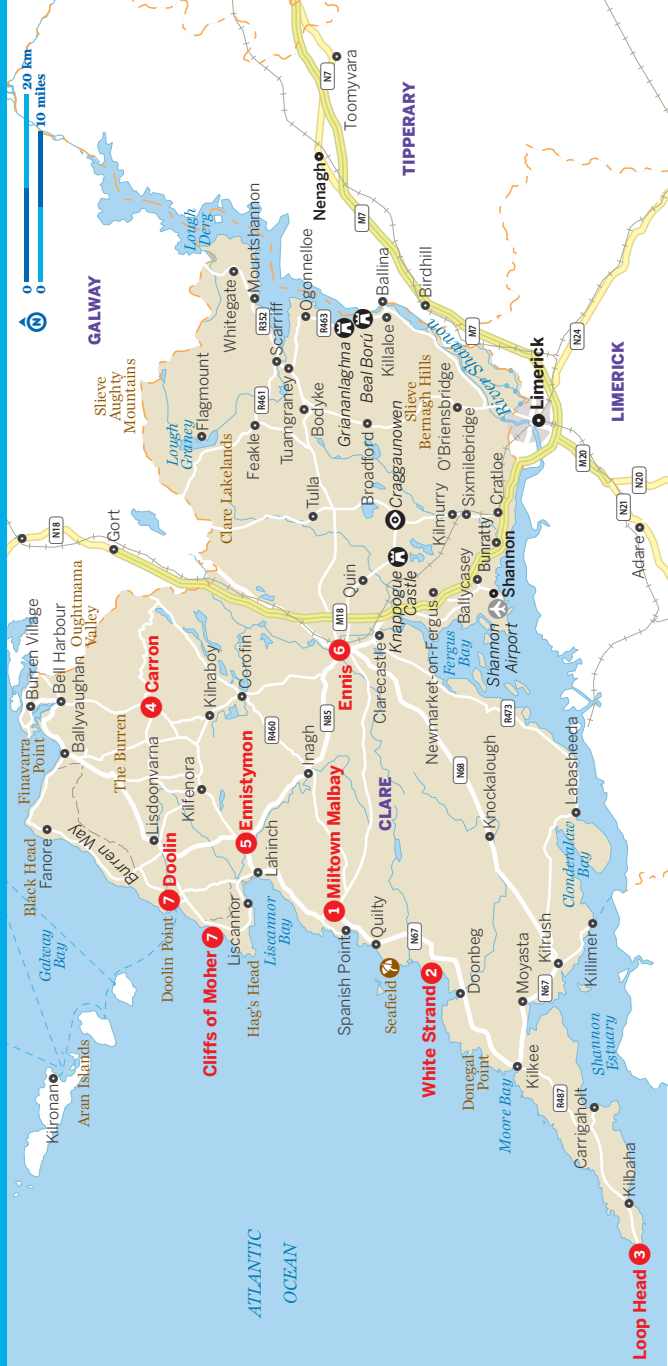 0
20 km
0
10 miles
N
GALWAY
TIPPERARY
LIMERICK
CLARE
ATLANTIC
OCEAN
Galway
Bay
Kilronan
Aran Islands
Black Head
Fanore
Finavarra
Point
Burren Village
Bell Harbour
Ballyvaughan
Oughtmama
Valley
Burren Way
The Burren
4 Carron
Lisdoonvarna
Doolin Point
7 Doolin
Cliffs of Moher 7
Kilfenora
Kilnaboy
Corofin
R460
5 Ennistymon
Lahinch
Liscannor
Hag's Head
Liscannor
Bay
Inagh
N85
Ennis 6
M18
N18
Gort
Slieve
Aughty
Mountains
Lough
Graney
Flagmount
Clare Lakelands
Feakle
R461
Lough
Derg
Whitegate
Mountshannon
R352
Scarriff
Tuamgraney
Bodyke
Ogonnelloe
R463
Tulla
Griananlaghna
Beal Ború
Killaloe
Ballina
Birdhill
Broadford
Slieve
Bernagh Hills
O'Briensbridge
River Shannon
Craggaunowen
Quin
Knappogue
Castle
Kilmurry
Sixmilebridge
Cratloe
Bunratty
Ballycasey
Shannon
Shannon
Airport
Clarecastle
Newmarket-on-Fergus
Fergus
Bay
R473
1 Miltown Malbay
Spanish Point
Quilty
Seafield
N67
White Strand 2
Doonbeg
Donegal
Point
Moore Bay
Kilkee
Moyasta
N67
Kilrush
Killimer
Knockalough
N68
Labasheeda
Clonderalaw
Bay
Shannon
Estuary
R487
Carrigaholt
Kilbaha
Loop Head 3
Nenagh
N7
Toomyvara
M7
M7
Limerick
N24
M20
N20
N21
Adare